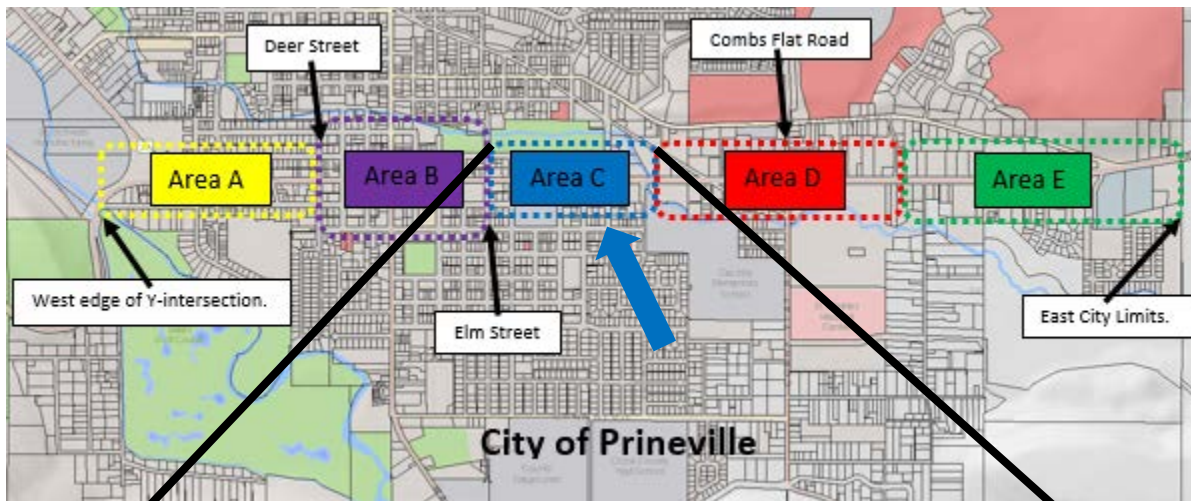 Deer Street
Combs Flat Road
Area A
Area B
Area C
Area D
Area E
West edge of Y-intersection.
Elm Street
East City Limits.
City of Prineville